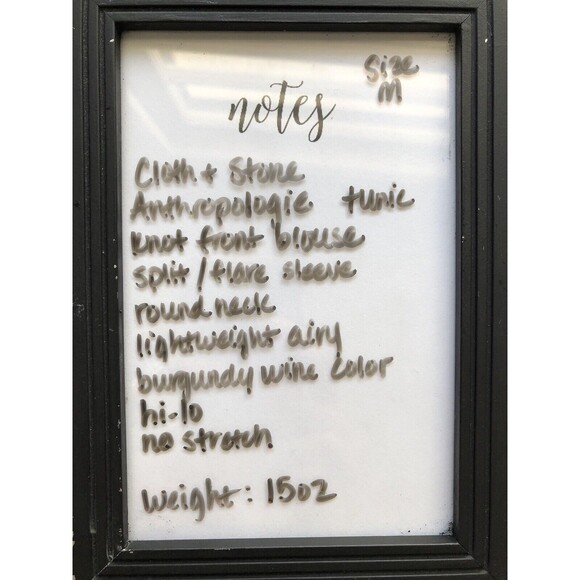 Size
M
notes
Cloth + Stone
Anthropologie tunic
knot front blouse
split / flare sleeve
round neck
lightweight airy
burgundy wine color
hi-lo
no stretch
weight: 15oz